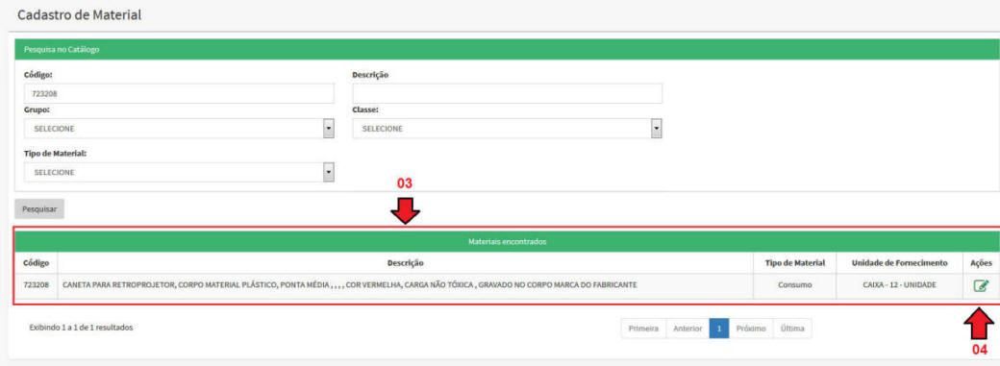 Cadastro de Material
Pesquisa no Catálogo
Código:
Descrição
723208
Grupo:
Classe:
SELECIONE
SELECIONE
Tipo de Material:
SELECIONE
03
Pesquisar
Materiais encontrados
Código Descrição Tipo de Material Unidade de Fornecimento Ações
723208 CANETA PARA RETROPROJETOR, CORPO MATERIAL PLÁSTICO, PONTA MÉDIA , , , , COR VERMELHA, CARGA NÃO TÓXICA , GRAVADO NO CORPO MARCA DO FABRICANTE Consumo CAIXA - 12 - UNIDADE
Exibindo 1 a 1 de 1 resultados
Primeira Anterior 1 Próximo Última
04